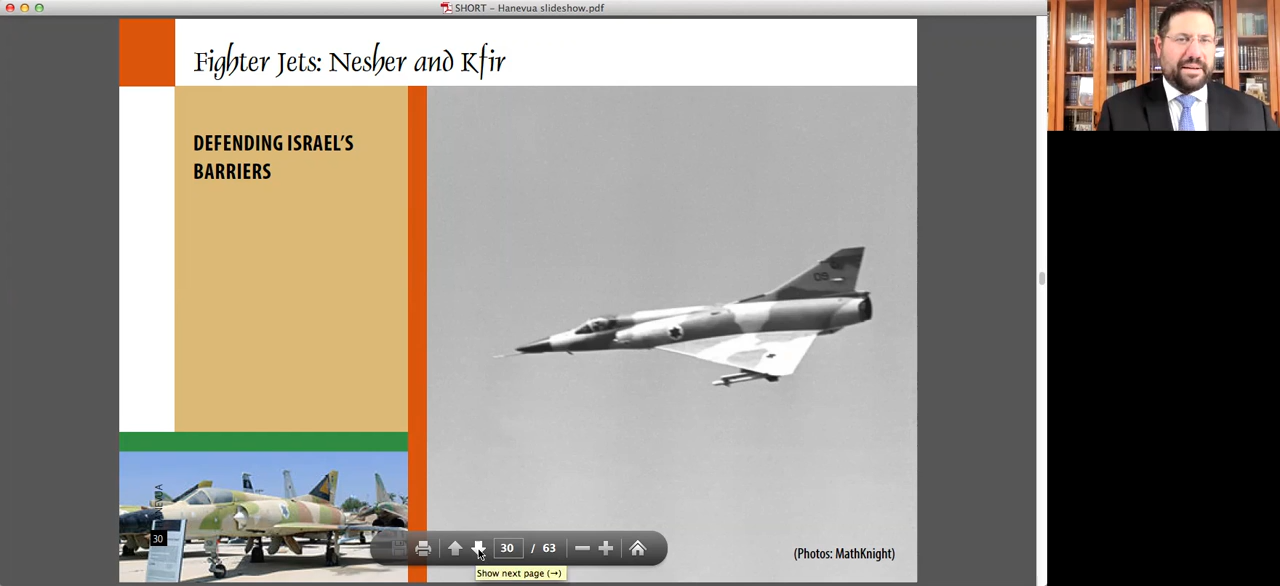 SHORT - Hanevua slideshow.pdf
Fighter Jets: Nesher and Kfir
DEFENDING ISRAEL'S
BARRIERS
30
30 / 63
Show next page (→)
(Photos: MathKnight)